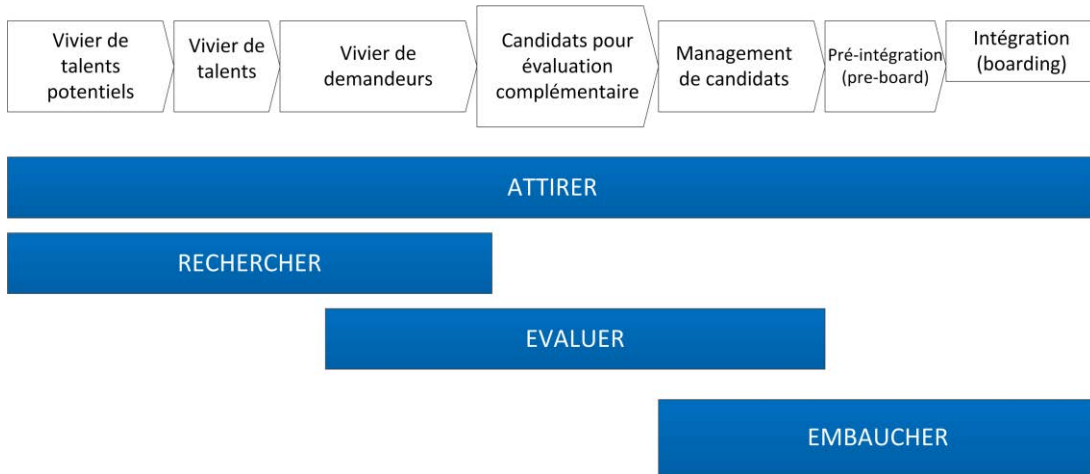 Vivier de
talents
potentiels
Vivier de
talents
Vivier de
demandeurs
Candidats pour
évaluation
complémentaire
Management
de candidats
Pré-intégration
(pre-board)
Intégration
(boarding)
ATTIRER
RECHERCHER
EVALUER
EMBAUCHER